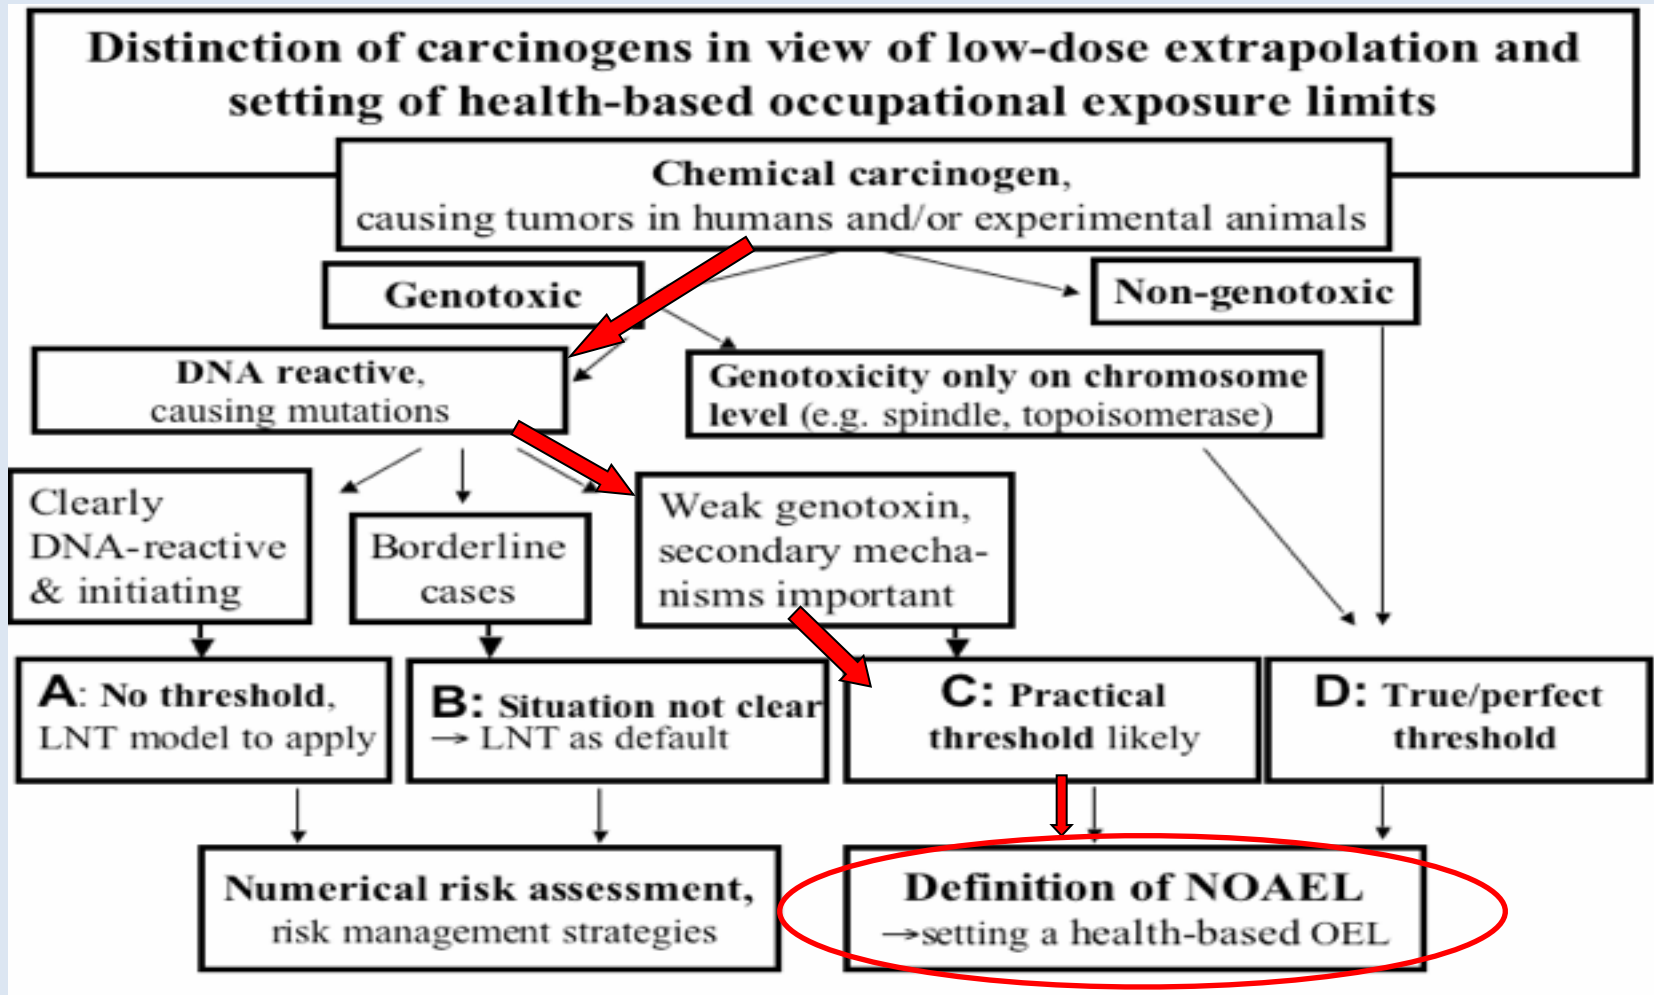 Distinction of carcinogens in view of low-dose extrapolation and
setting of health-based occupational exposure limits
Chemical carcinogen,
causing tumors in humans and/or experimental animals
Genotoxic
Non-genotoxic
DNA reactive,
causing mutations
Genotoxicity only on chromosome
level (e.g. spindle, topoisomerase)
Clearly
DNA-reactive
& initiating
Borderline
cases
Weak genotoxin,
secondary mecha-
nisms important
A: No threshold,
LNT model to apply
B: Situation not clear
→ LNT as default
C: Practical
threshold likely
D: True/perfect
threshold
Numerical risk assessment,
risk management strategies
Definition of NOAEL
→setting a health-based OEL